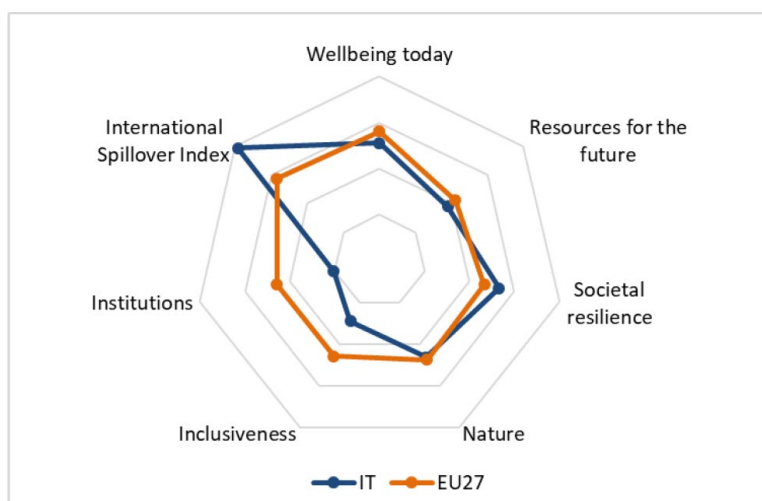 Wellbeing today
International
Spillover Index
Resources for the
future
Institutions
Societal
resilience
Inclusiveness
Nature
IT
EU27